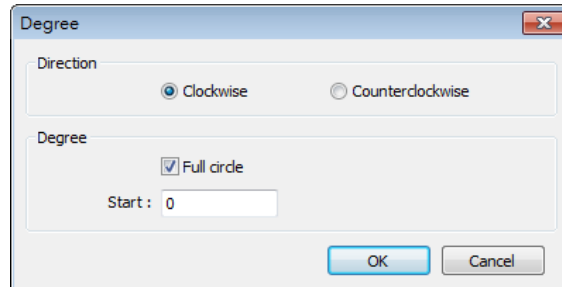 Degree
Direction
Clockwise Counterclockwise
Degree
Full circle
Start : 0
OK Cancel